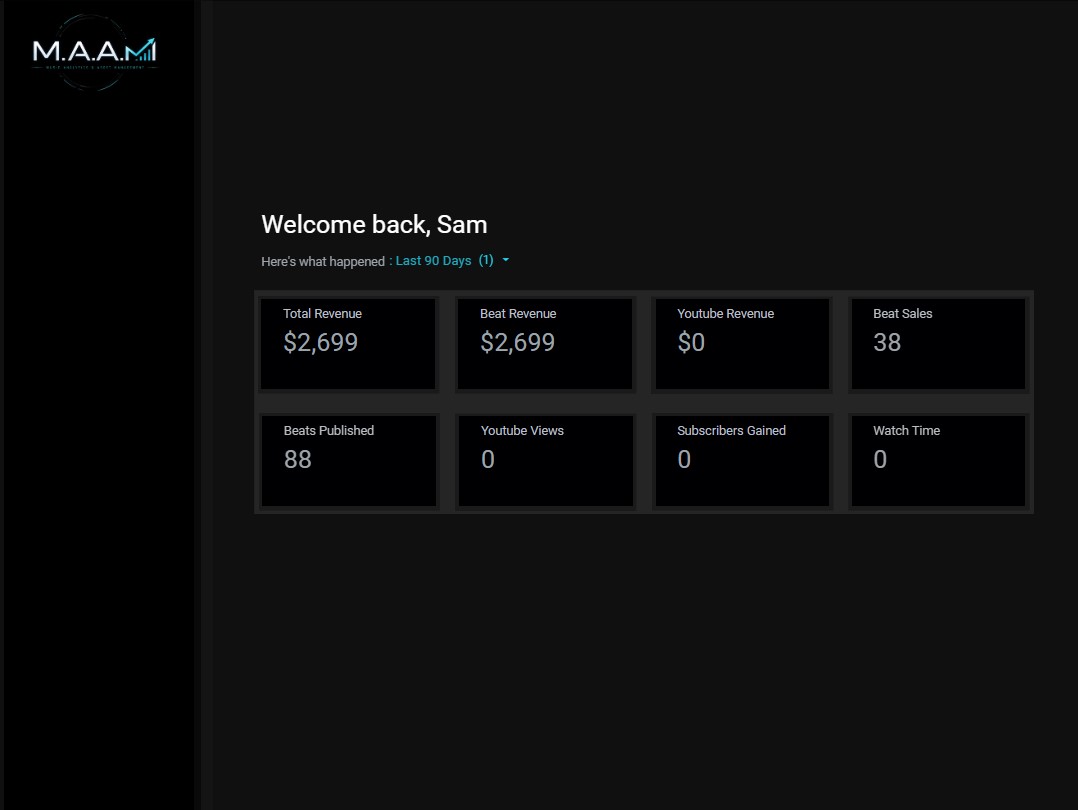 M.A.A.M
Welcome back, Sam
Here's what happened : Last 90 Days (1)
Total Revenue
$2,699
Beat Revenue
$2,699
Youtube Revenue
$0
Beat Sales
38
Beats Published
88
Youtube Views
0
Subscribers Gained
0
Watch Time
0